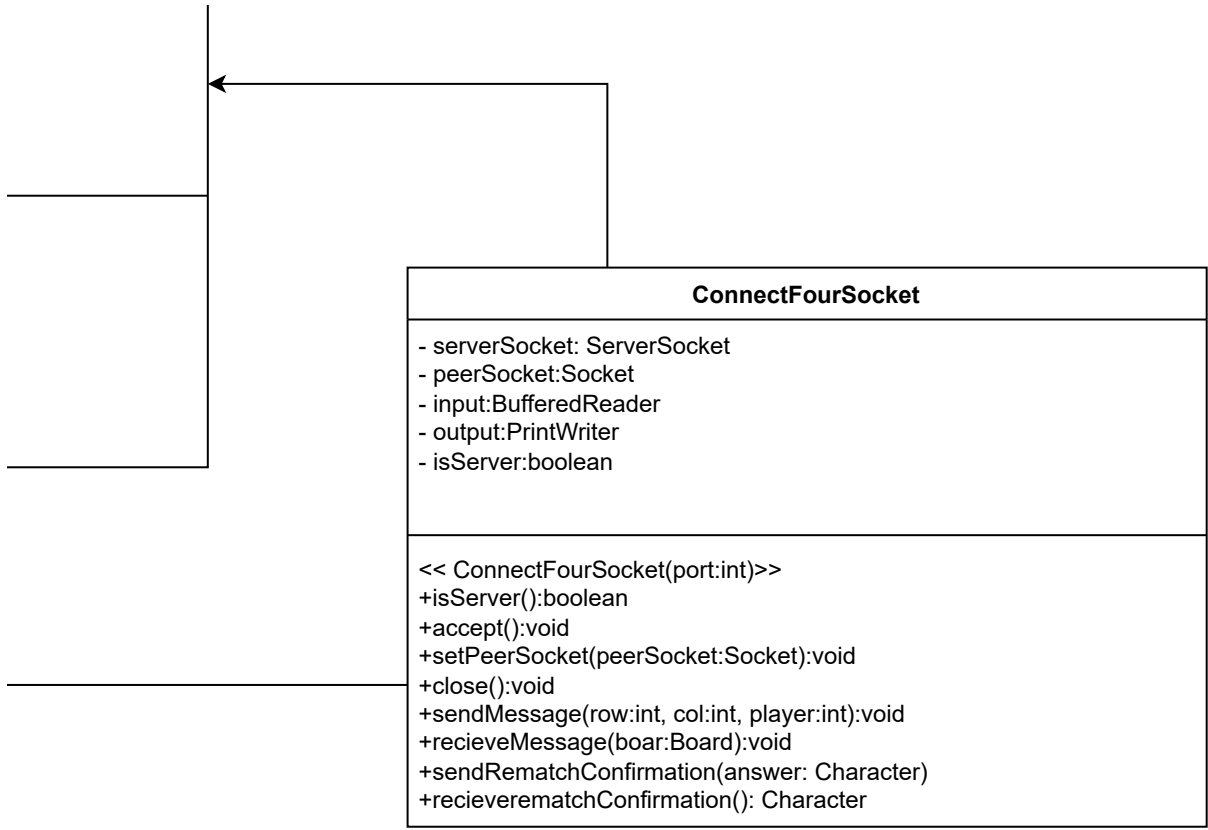 ConnectFourSocket
- serverSocket: ServerSocket
- peerSocket:Socket
- input:BufferedReader
- output:PrintWriter
- isServer:boolean
<< ConnectFourSocket(port:int)>>
+isServer():boolean
+accept():void
+setPeerSocket(peerSocket:Socket):void
+close():void
+sendMessage(row:int, col:int, player:int):void
+recieveMessage(boar:Board):void
+sendRematchConfirmation(answer: Character)
+recieverematchConfirmation(): Character